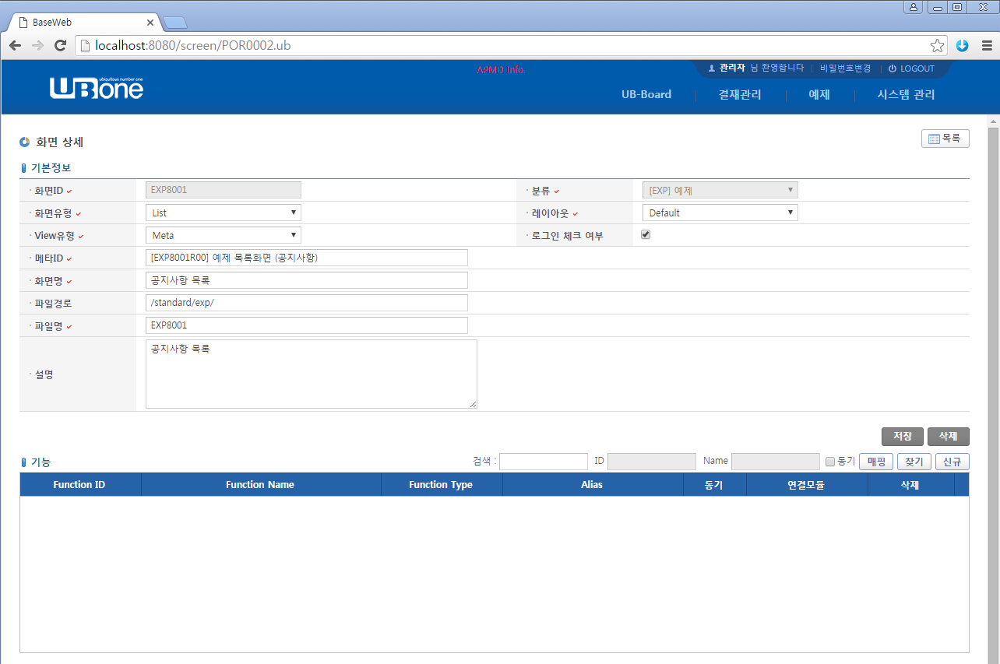 BaseWeb
localhost:8080/screen/POR0002.ub
APMD Info.
관리자 님 환영합니다 비밀번호변경 LOGOUT
ubiquitous number one
UBone
UB-Board 결재관리 예제 시스템 관리
화면 상세 목록
기본정보
화면ID EXP8001 분류 [EXP] 예제
화면유형 List 레이아웃 Default
View유형 Meta 로그인 체크 여부
메타ID [EXP8001R00] 예제 목록화면 (공지사항)
화면명 공지사항 목록
파일경로 /standard/exp/
파일명 EXP8001
설명 공지사항 목록
저장 삭제
기능 검색 : ID Name 동기 매핑 찾기 신규
Function ID Function Name Function Type Alias 동기 연결모듈 삭제